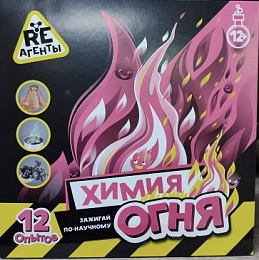 RE
АГЕНТЫ
12+
ХИМИЯ
ОГНЯ
ЗАЖИГАЙ
ПО-НАУЧНОМУ
12
ОПЫТОВ